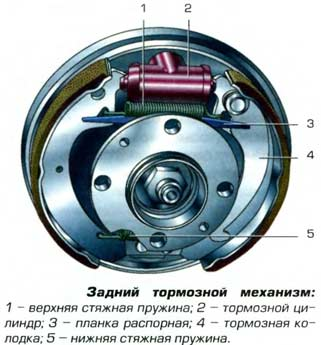 1
2
3
4
5
Задний тормозной механизм:
1 – верхняя стяжная пружина; 2 – тормозной ци-
линдр; 3 – планка распорная; 4 – тормозная ко-
лодка; 5 – нижняя стяжная пружина.